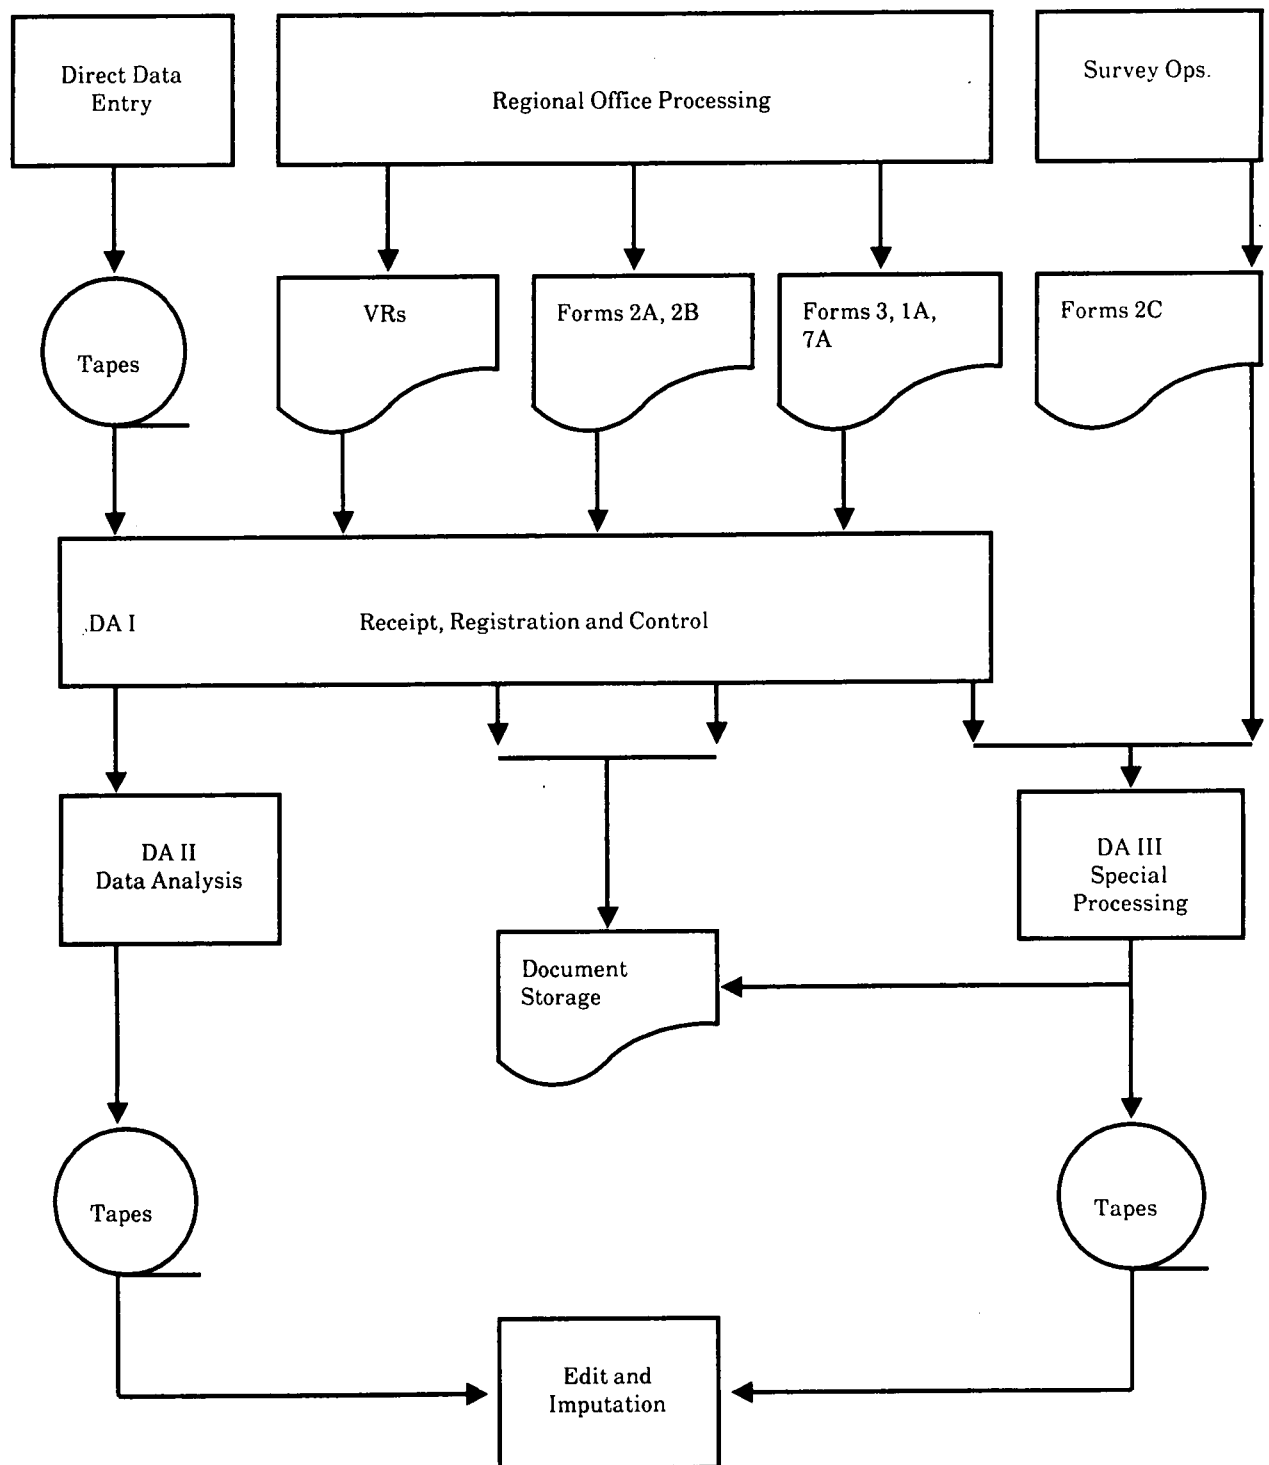 Direct Data
Entry
Regional Office Processing
Survey Ops.
Tapes
VRs
Forms 2A, 2B
Forms 3, 1A,
7A
Forms 2C
DA I
Receipt, Registration and Control
DA II
Data Analysis
DA III
Special
Processing
Document
Storage
Tapes
Tapes
Edit and
Imputation